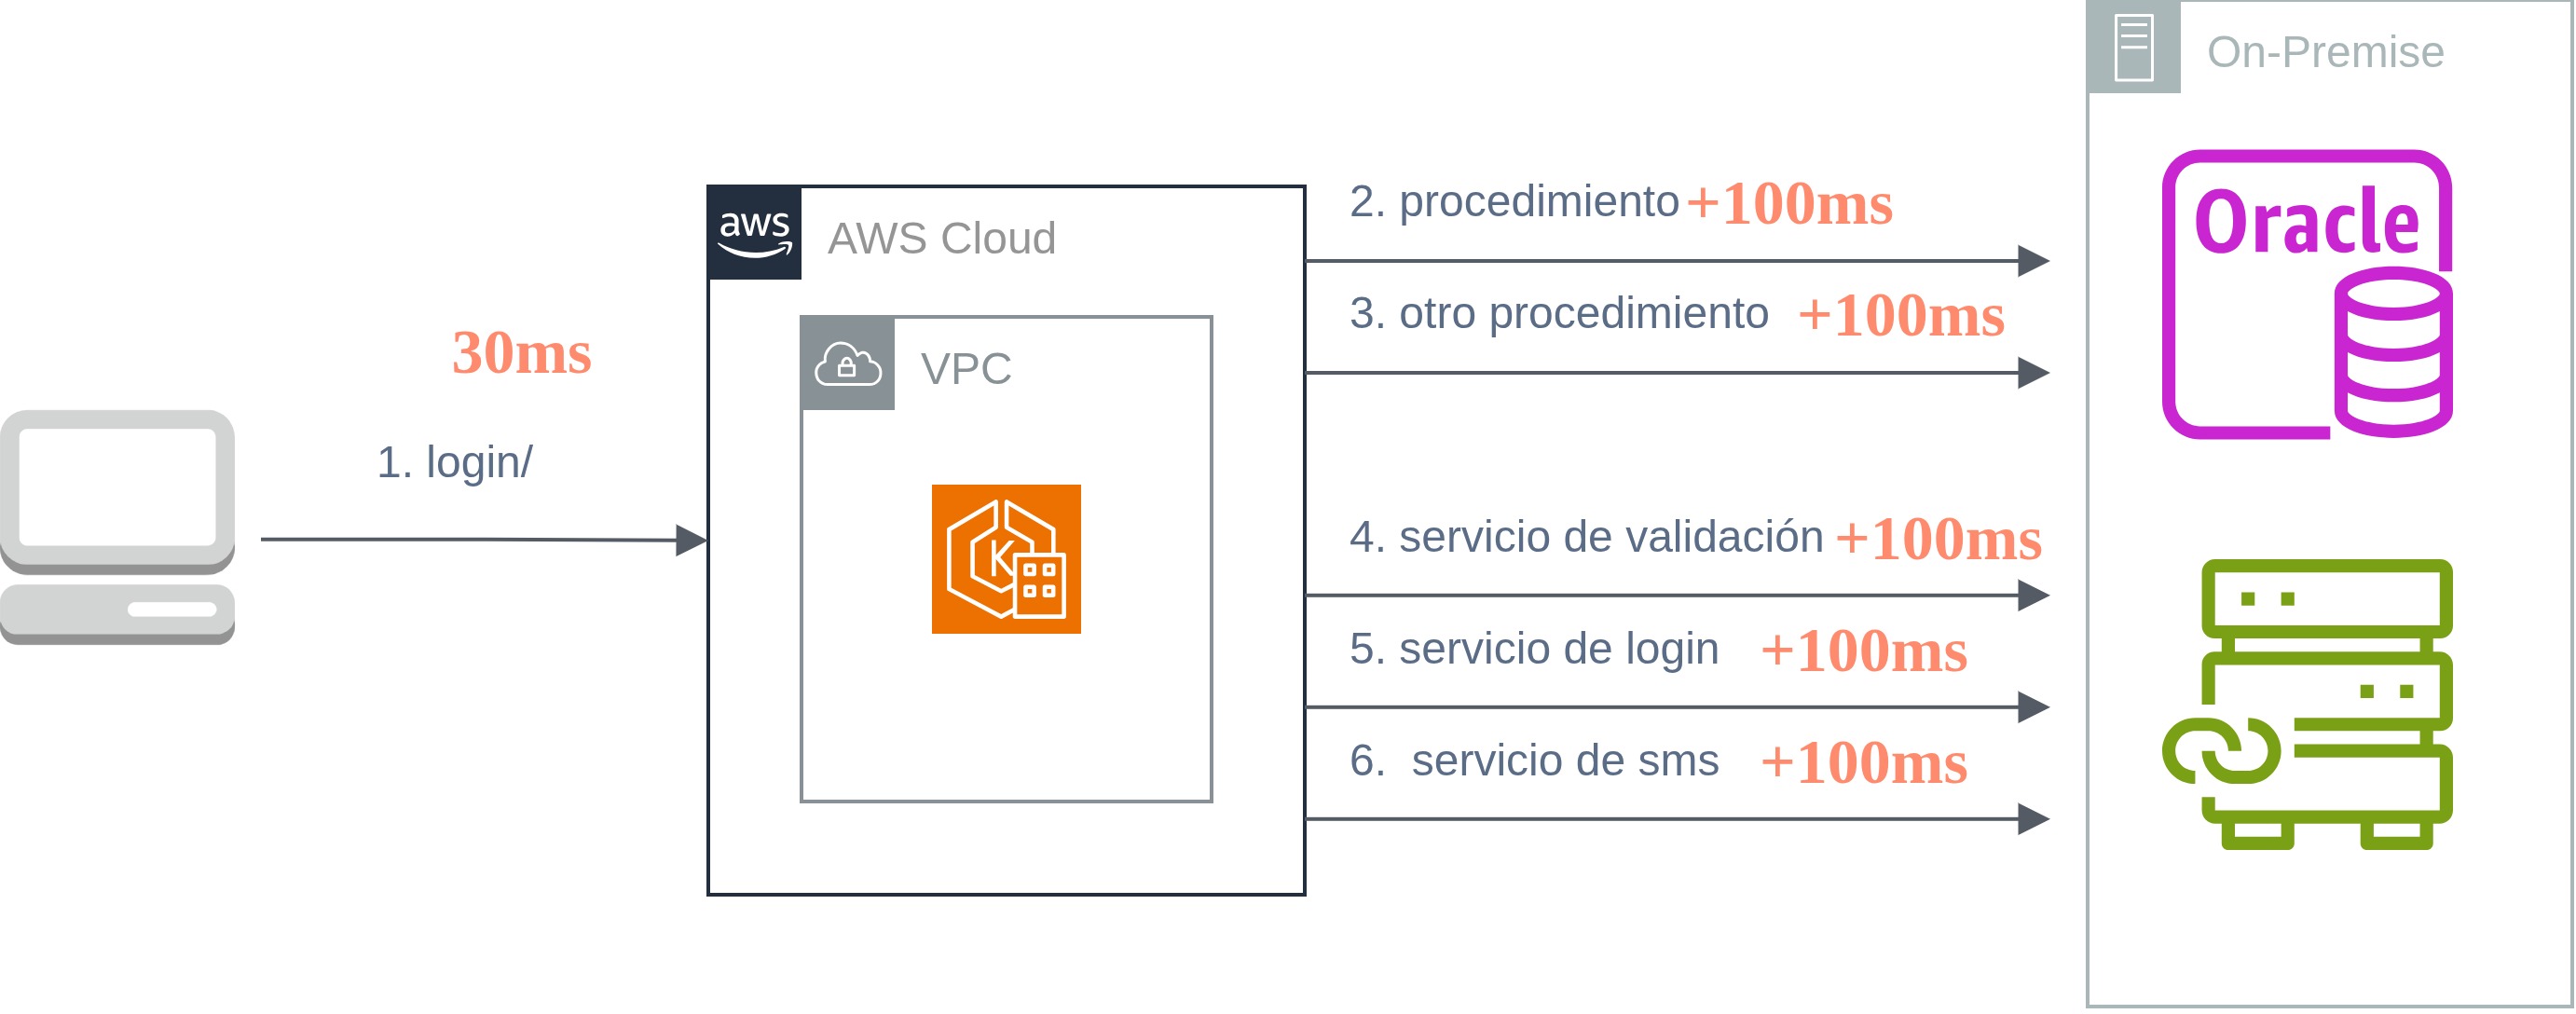 On-Premise
Oracle
2. procedimiento +100ms
aws
AWS Cloud
3. otro procedimiento +100ms
30ms
VPC
1. login/
4. servicio de validación +100ms
K
5. servicio de login +100ms
6. servicio de sms +100ms